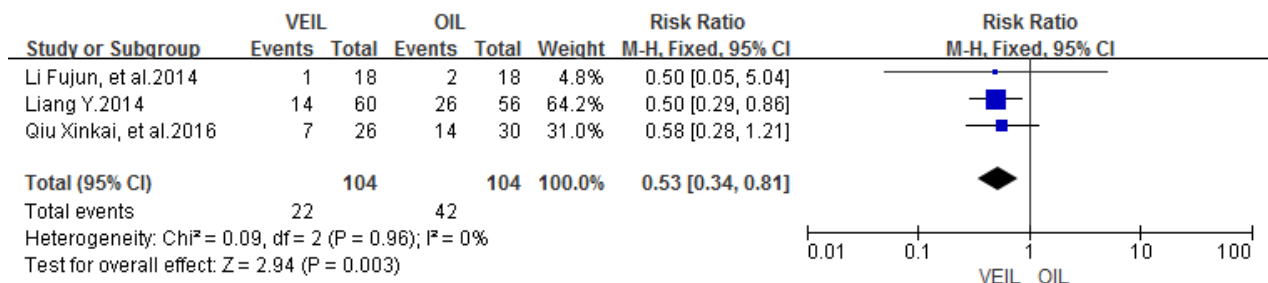 VEIL OIL Risk Ratio Risk Ratio
Study or Subgroup Events Total Events Total Weight M-H, Fixed, 95% CI M-H, Fixed, 95% CI
Li Fujun, et al.2014 1 18 2 18 4.8% 0.50 [0.05, 5.04]
Liang Y.2014 14 60 26 56 64.2% 0.50 [0.29, 0.86]
Qiu Xinkai, et al.2016 7 26 14 30 31.0% 0.58 [0.28, 1.21]
Total (95% CI) 104 104 100.0% 0.53 [0.34, 0.81]
Total events 22 42
Heterogeneity: Chi² = 0.09, df = 2 (P = 0.96); I² = 0%
Test for overall effect: Z = 2.94 (P = 0.003)
0.01 0.1 1 10 100
VEIL OIL